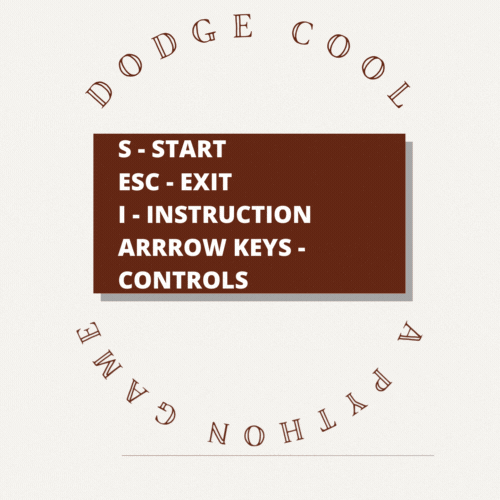 DODGE COOL
S - START
ESC - EXIT
I - INSTRUCTION
ARRROW KEYS -
CONTROLS
A PYTHON GAME